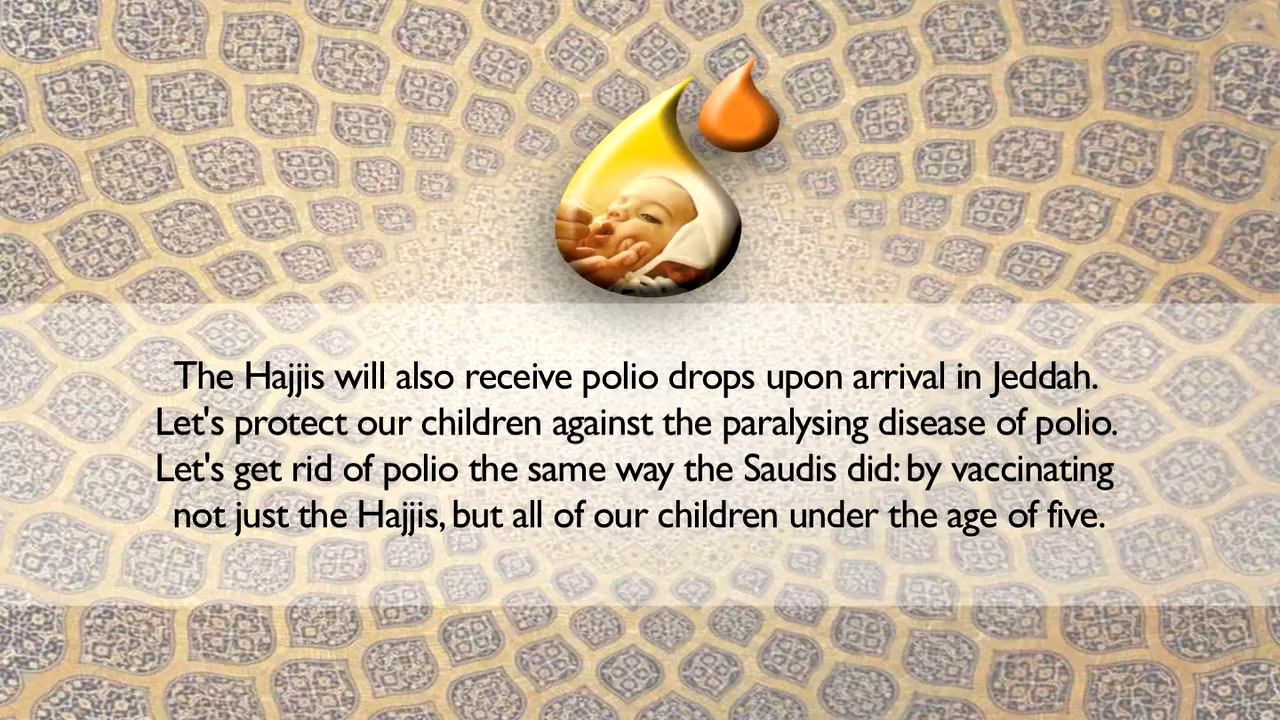 The Hajjis will also receive polio drops upon arrival in Jeddah.
Let's protect our children against the paralysing disease of polio.
Let's get rid of polio the same way the Saudis did: by vaccinating
not just the Hajjis, but all of our children under the age of five.